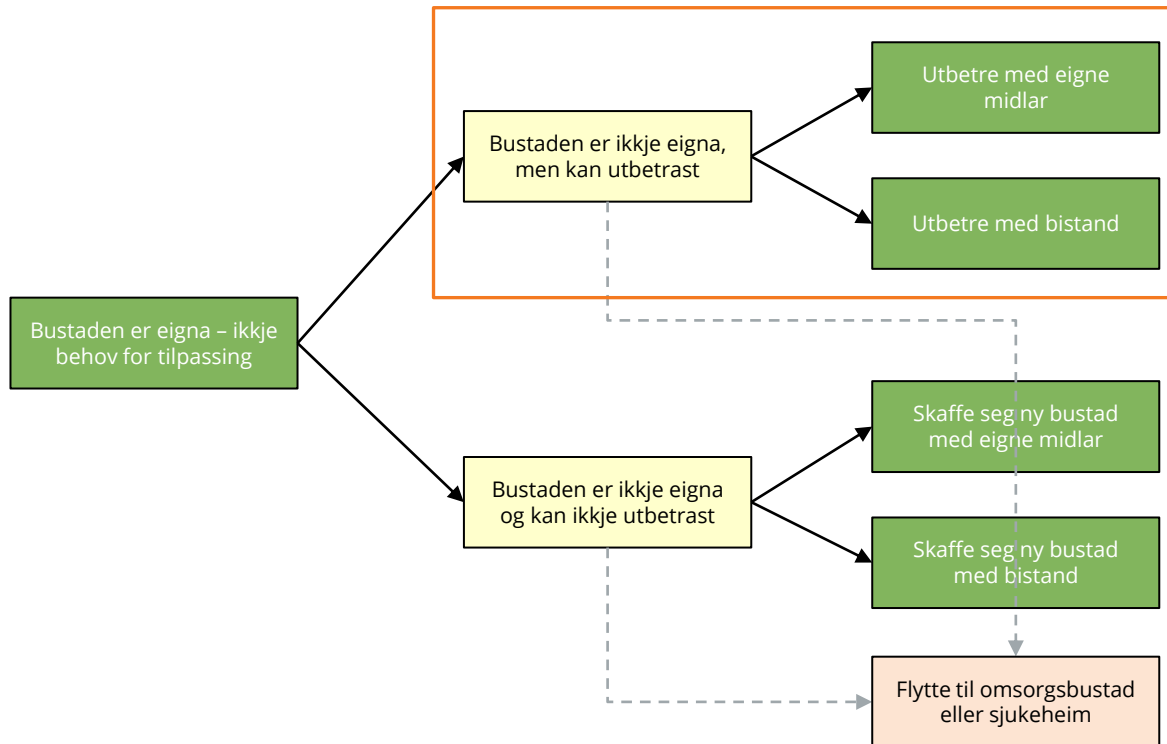 Utbetre med eigne
midlar
Bustaden er ikkje eigna,
men kan utbetrast
Utbetre med bistand
Bustaden er eigna – ikkje
behov for tilpassing
Skaffe seg ny bustad
med eigne midlar
Bustaden er ikkje eigna
og kan ikkje utbetrast
Skaffe seg ny bustad
med bistand
Flytte til omsorgsbustad
eller sjukeheim